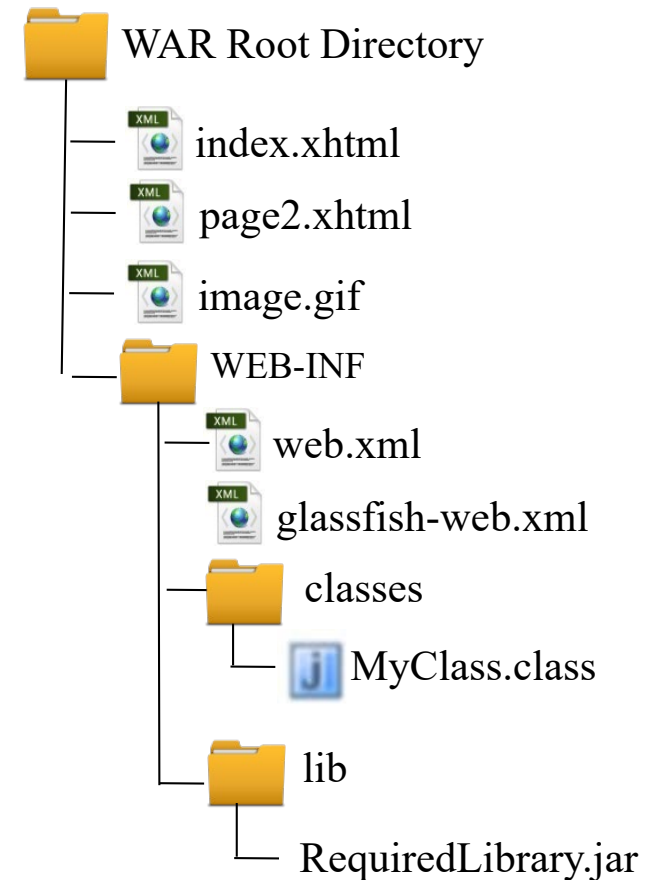 WAR Root Directory
XML
index.xhtml
XML
page2.xhtml
XML
image.gif
WEB-INF
XML
web.xml
XML
glassfish-web.xml
classes
j
MyClass.class
lib
RequiredLibrary.jar